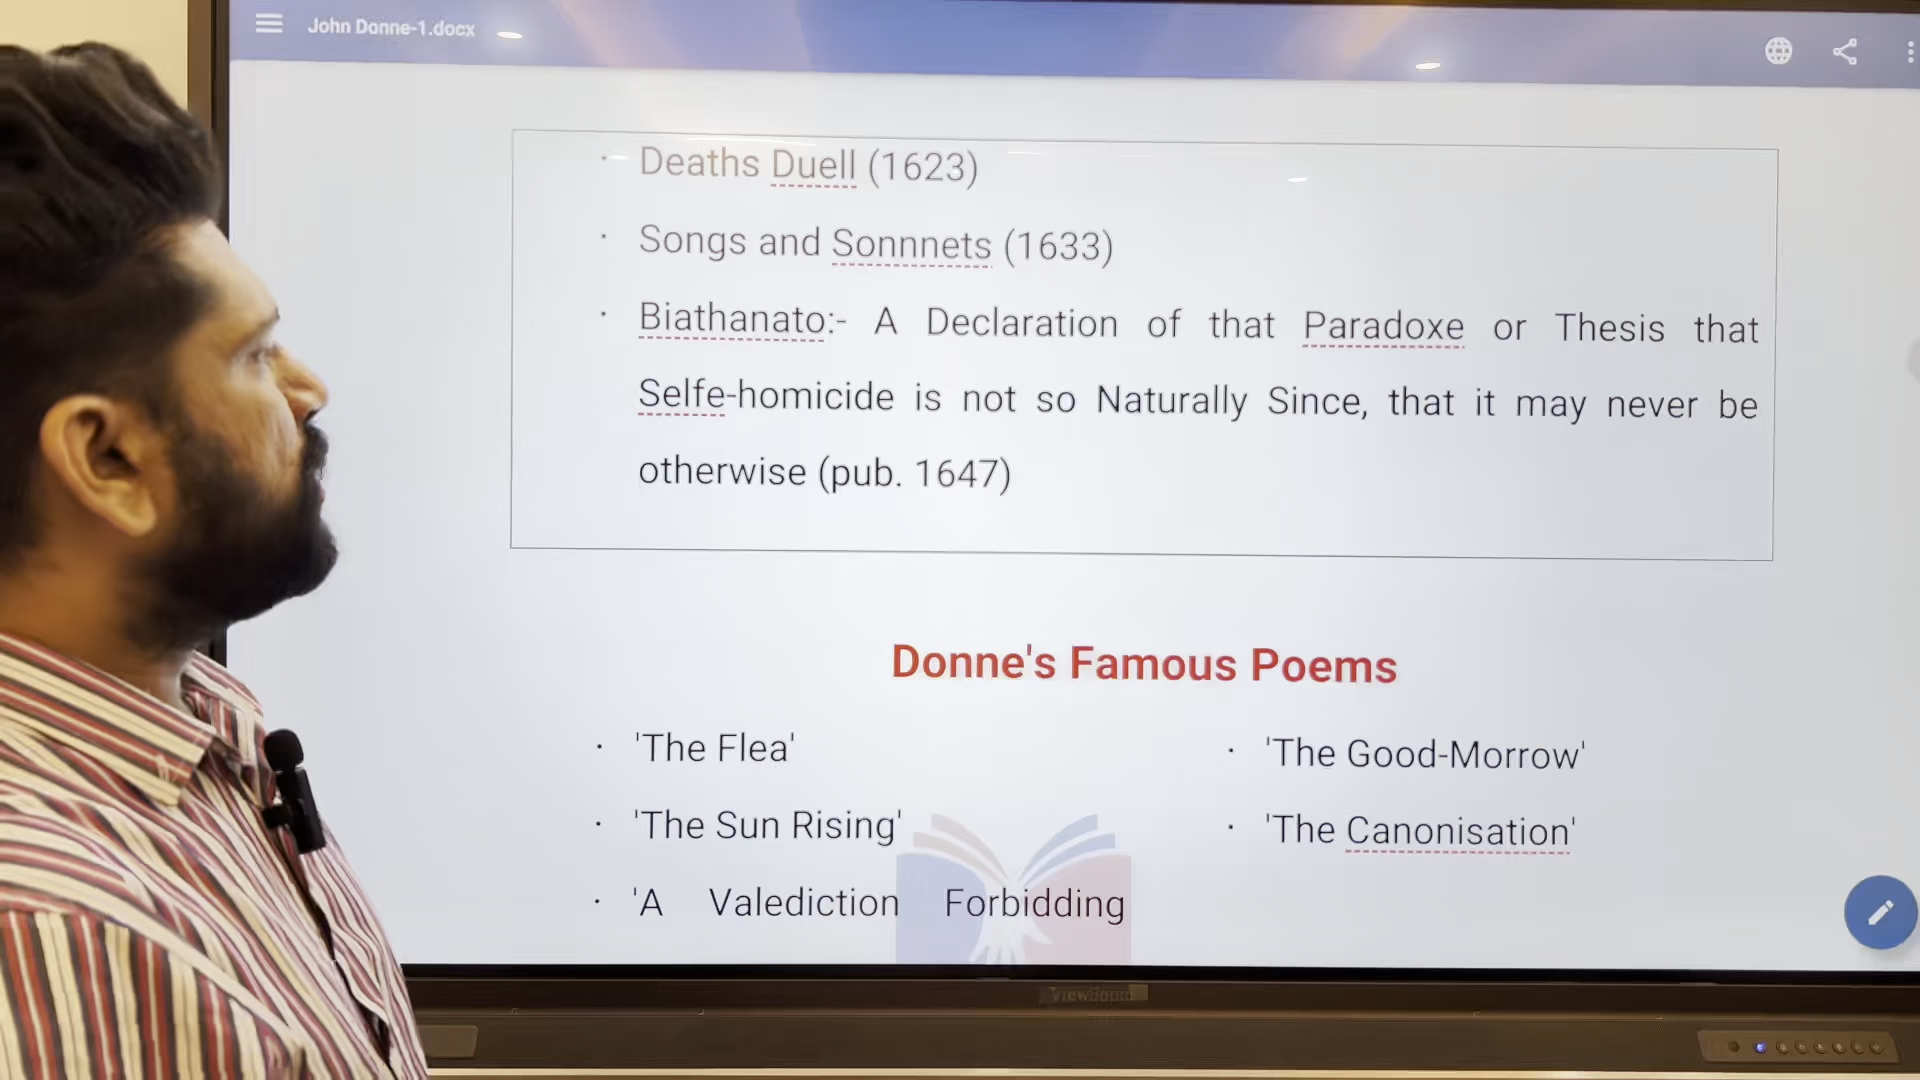 John Donne-1.docx
· Deaths Duell (1623)
· Songs and Sonnnets (1633)
· Biathanato:- A Declaration of that Paradoxe or Thesis that
Selfe-homicide is not so Naturally Since, that it may never be
otherwise (pub. 1647)
Donne's Famous Poems
· 'The Flea'
· 'The Good-Morrow'
· 'The Sun Rising'
· 'The Canonisation'
· 'A Valediction Forbidding
ViewSonic